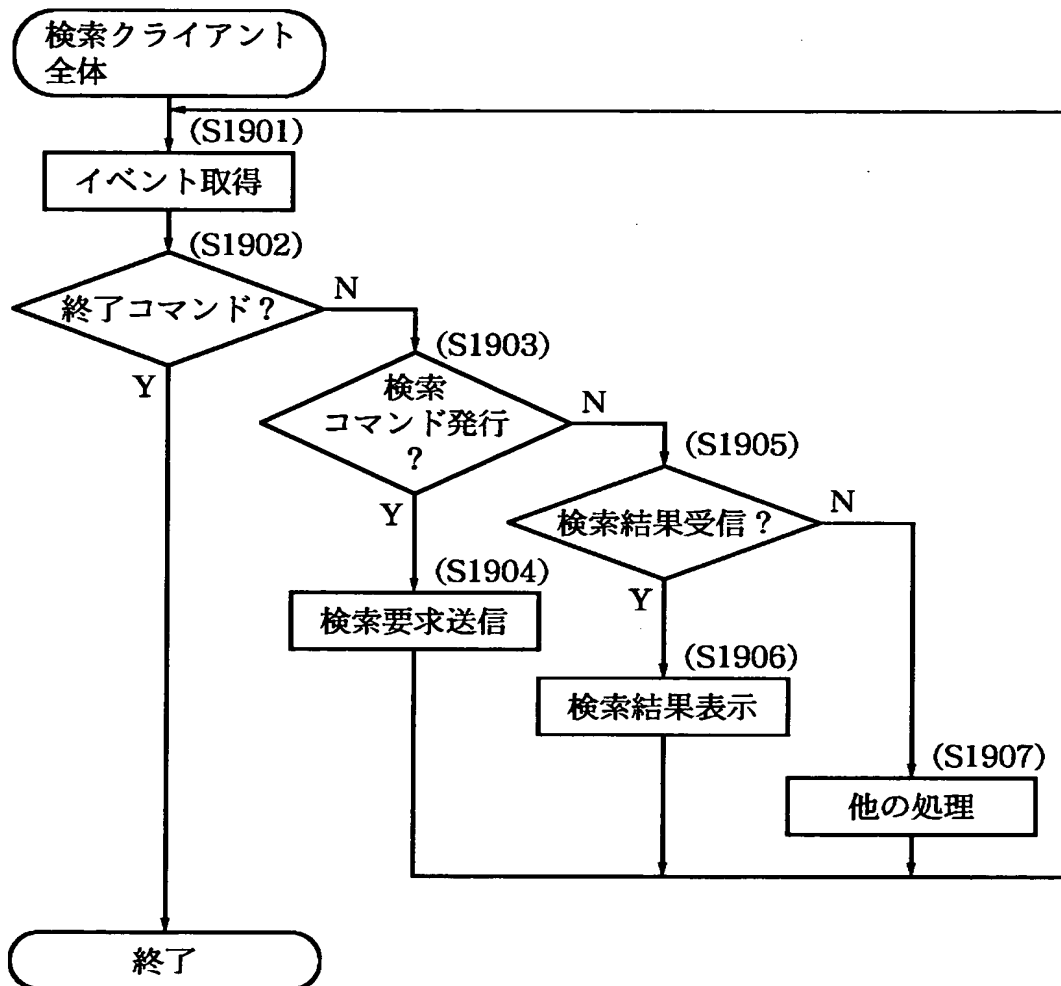 検索クライアント
全体
(S1901)
イベント取得
(S1902)
終了コマンド？
N
Y
(S1903)
検索
コマンド発行
？
N
Y
(S1904)
検索要求送信
(S1905)
検索結果受信？
N
Y
(S1906)
検索結果表示
(S1907)
他の処理
終了